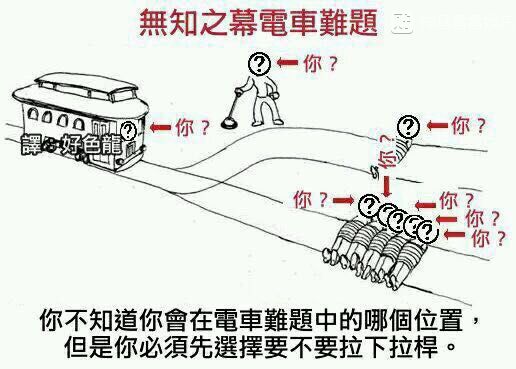 無知之幕電車難題
? ← 你?
? ← 你?
譯:好色龍
? ← 你?
你?
你? → ? ← 你?
← 你?
? ← 你?
你不知道你會在電車難題中的哪個位置，
但是你必須先選擇要不要拉下拉桿。